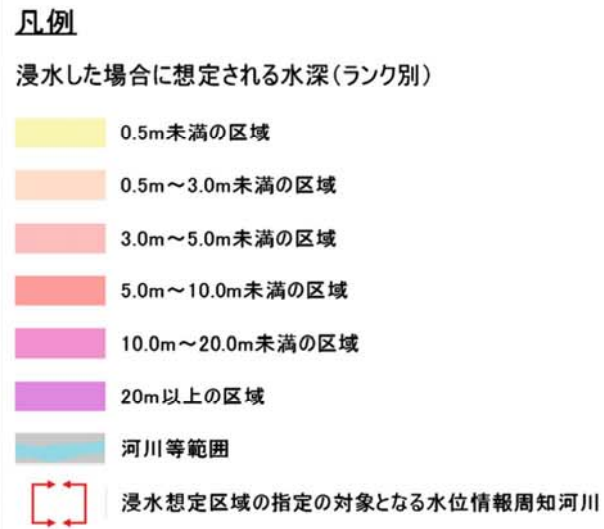 凡例
浸水した場合に想定される水深(ランク別)
0.5m未満の区域
0.5m～3.0m未満の区域
3.0m～5.0m未満の区域
5.0m～10.0m未満の区域
10.0m～20.0m未満の区域
20m以上の区域
河川等範囲
浸水想定区域の指定の対象となる水位情報周知河川